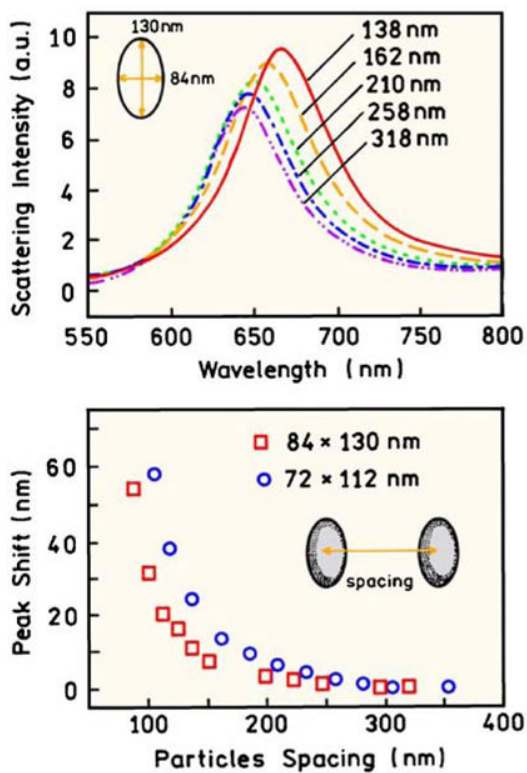 130nm
84nm
138 nm
162 nm
210 nm
258 nm
318 nm
10
8
6
4
2
0
Scattering Intensity (a.u.)
550 600 650 700 750 800
Wavelength (nm)
84 × 130 nm
72 × 112 nm
spacing
60
40
20
0
Peak Shift (nm)
100 200 300 400
Particles Spacing (nm)